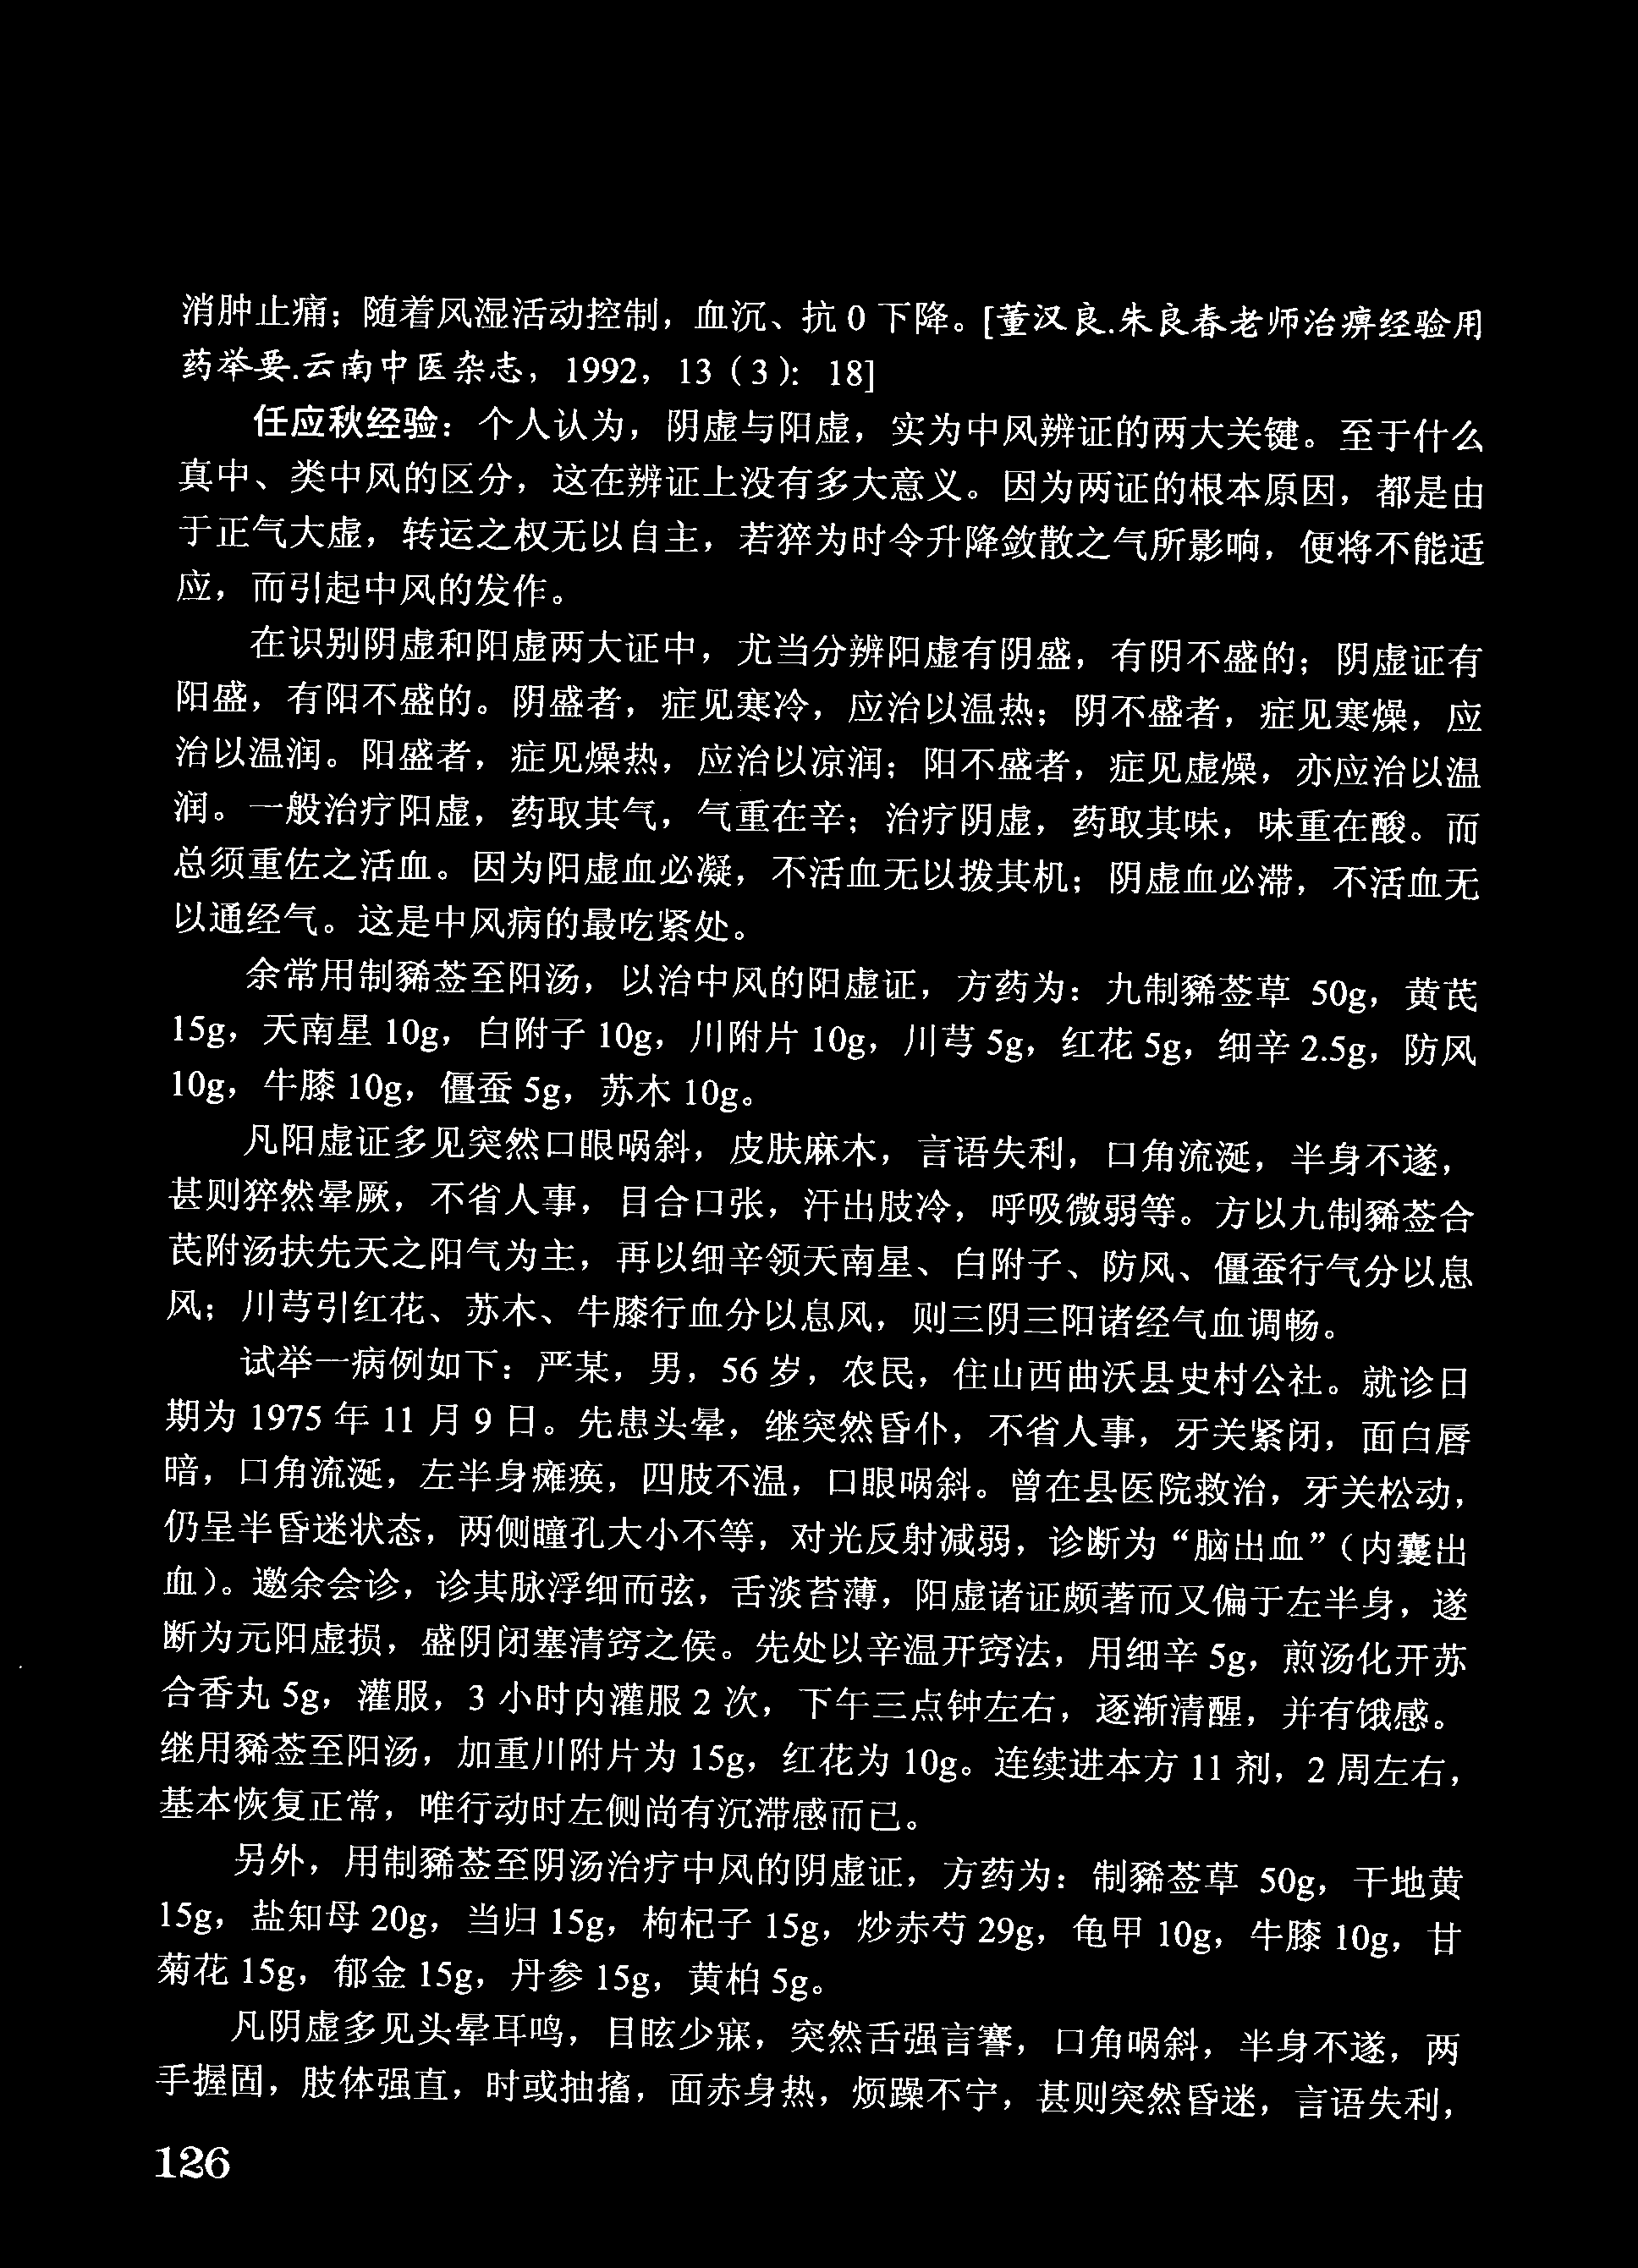 消肿止痛；随着风湿活动控制，血沉、抗0下降。[董汉良.朱良春老师治痹经验用
药举要.云南中医杂志，1992，13（3）：18]
任应秋经验：个人认为，阴虚与阳虚，实为中风辨证的两大关键。至于什么
真中、类中风的区分，这在辨证上没有多大意义。因为两证的根本原因，都是由
于正气大虚，转运之权无以自主，若猝为时令升降敛散之气所影响，便将不能适
应，而引起中风的发作。
在识别阴虚和阳虚两大证中，尤当分辨阳虚有阴盛，有阴不盛的；阴虚证有
阳盛，有阳不盛的。阴盛者，症见寒冷，应治以温热；阴不盛者，症见寒燥，应
治以温润。阳盛者，症见燥热，应治以凉润；阳不盛者，症见虚燥，亦应治以温
润。一般治疗阳虚，药取其气，气重在辛；治疗阴虚，药取其味，味重在酸。而
总须重佐之活血。因为阳虚血必凝，不活血无以拨其机；阴虚血必滞，不活血无
以通经气。这是中风病的最吃紧处。
余常用制豨莶至阳汤，以治中风的阳虚证，方药为：九制豨莶草 50g，黄芪
15g，天南星 10g，白附子 10g，川附片 10g，川芎 5g，红花 5g，细辛 2.5g，防风
10g，牛膝 10g，僵蚕 5g，苏木 10g。
凡阳虚证多见突然口眼㖞斜，皮肤麻木，言语失利，口角流涎，半身不遂，
甚则猝然晕厥，不省人事，目合口张，汗出肢冷，呼吸微弱等。方以九制豨莶合
芪附汤扶先天之阳气为主，再以细辛领天南星、白附子、防风、僵蚕行气分以息
风；川芎引红花、苏木、牛膝行血分以息风，则三阴三阳诸经气血调畅。
试举一病例如下：严某，男，56 岁，农民，住山西曲沃县史村公社。就诊日
期为 1975 年 11 月 9 日。先患头晕，继突然昏仆，不省人事，牙关紧闭，面白唇
暗，口角流涎，左半身瘫痪，四肢不温，口眼㖞斜。曾在县医院救治，牙关松动，
仍呈半昏迷状态，两侧瞳孔大小不等，对光反射减弱，诊断为“脑出血”（内囊出
血）。邀余会诊，诊其脉浮细而弦，舌淡苔薄，阳虚诸证颇著而又偏于左半身，遂
断为元阳虚损，盛阴闭塞清窍之侯。先处以辛温开窍法，用细辛 5g，煎汤化开苏
合香丸 5g，灌服，3 小时内灌服 2 次，下午三点钟左右，逐渐清醒，并有饿感。
继用豨莶至阳汤，加重川附片为 15g，红花为 10g。连续进本方 11 剂，2 周左右，
基本恢复正常，唯行动时左侧尚有沉滞感而已。
另外，用制豨莶至阴汤治疗中风的阴虚证，方药为：制豨莶草 50g，干地黄
15g，盐知母 20g，当归 15g，枸杞子 15g，炒赤芍 29g，龟甲 10g，牛膝 10g，甘
菊花 15g，郁金 15g，丹参 15g，黄柏 5g。
凡阴虚多见头晕耳鸣，目眩少寐，突然舌强言謇，口角㖞斜，半身不遂，两
手握固，肢体强直，时或抽搐，面赤身热，烦躁不宁，甚则突然昏迷，言语失利，
126